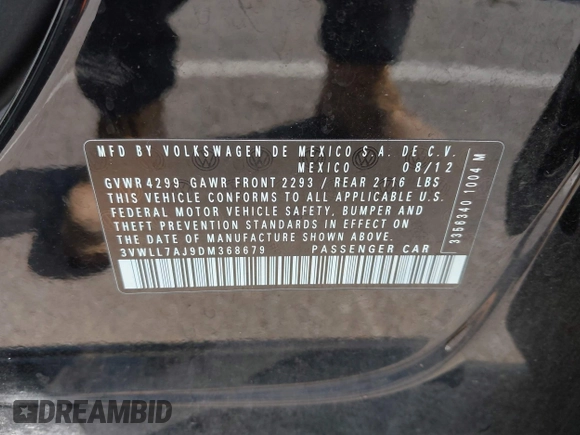 MFD BY VOLKSWAGEN DE MEXICO S.A. DE C.V.
MEXICO 08/12
GVWR 4299 GAWR FRONT 2293 / REAR 2116 LBS
THIS VEHICLE CONFORMS TO ALL APPLICABLE U.S.
FEDERAL MOTOR VEHICLE SAFETY, BUMPER AND
THEFT PREVENTION STANDARDS IN EFFECT ON
THE DATE OF MANUFACTURE SHOWN ABOVE.
3VWLL7AJ9DM368679 PASSENGER CAR
3356340 1004 M
DREAMBID